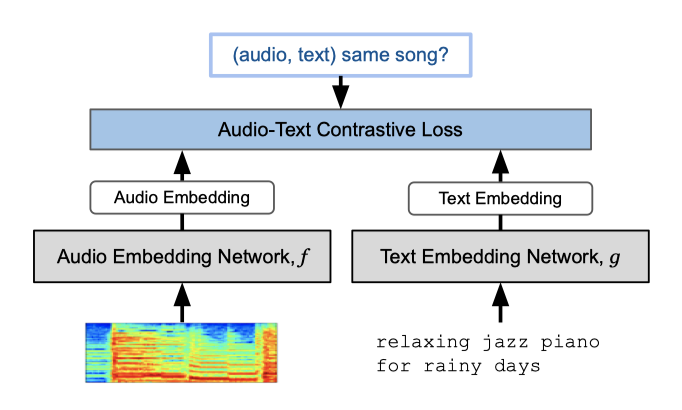 (audio, text) same song?
Audio-Text Contrastive Loss
Audio Embedding
Text Embedding
Audio Embedding Network, f
Text Embedding Network, g
relaxing jazz piano
for rainy days